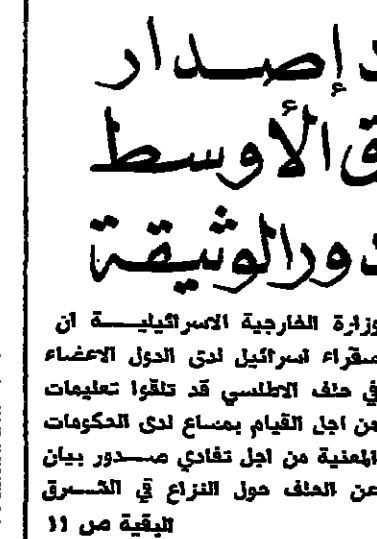 إصدار
الأوسط
دور الوثيقة
وزارة الخارجية الاسرائيلية ان
سفراء اسرائيل لدى الدول الاعضاء
في حلف الاطلسي قد تلقوا تعليمات
من اجل القيام بمساع لدى الحكومات
المعنية من اجل تفادي صدور بيان
عن الحلف حول النزاع في الشرق
البقية ص ١١